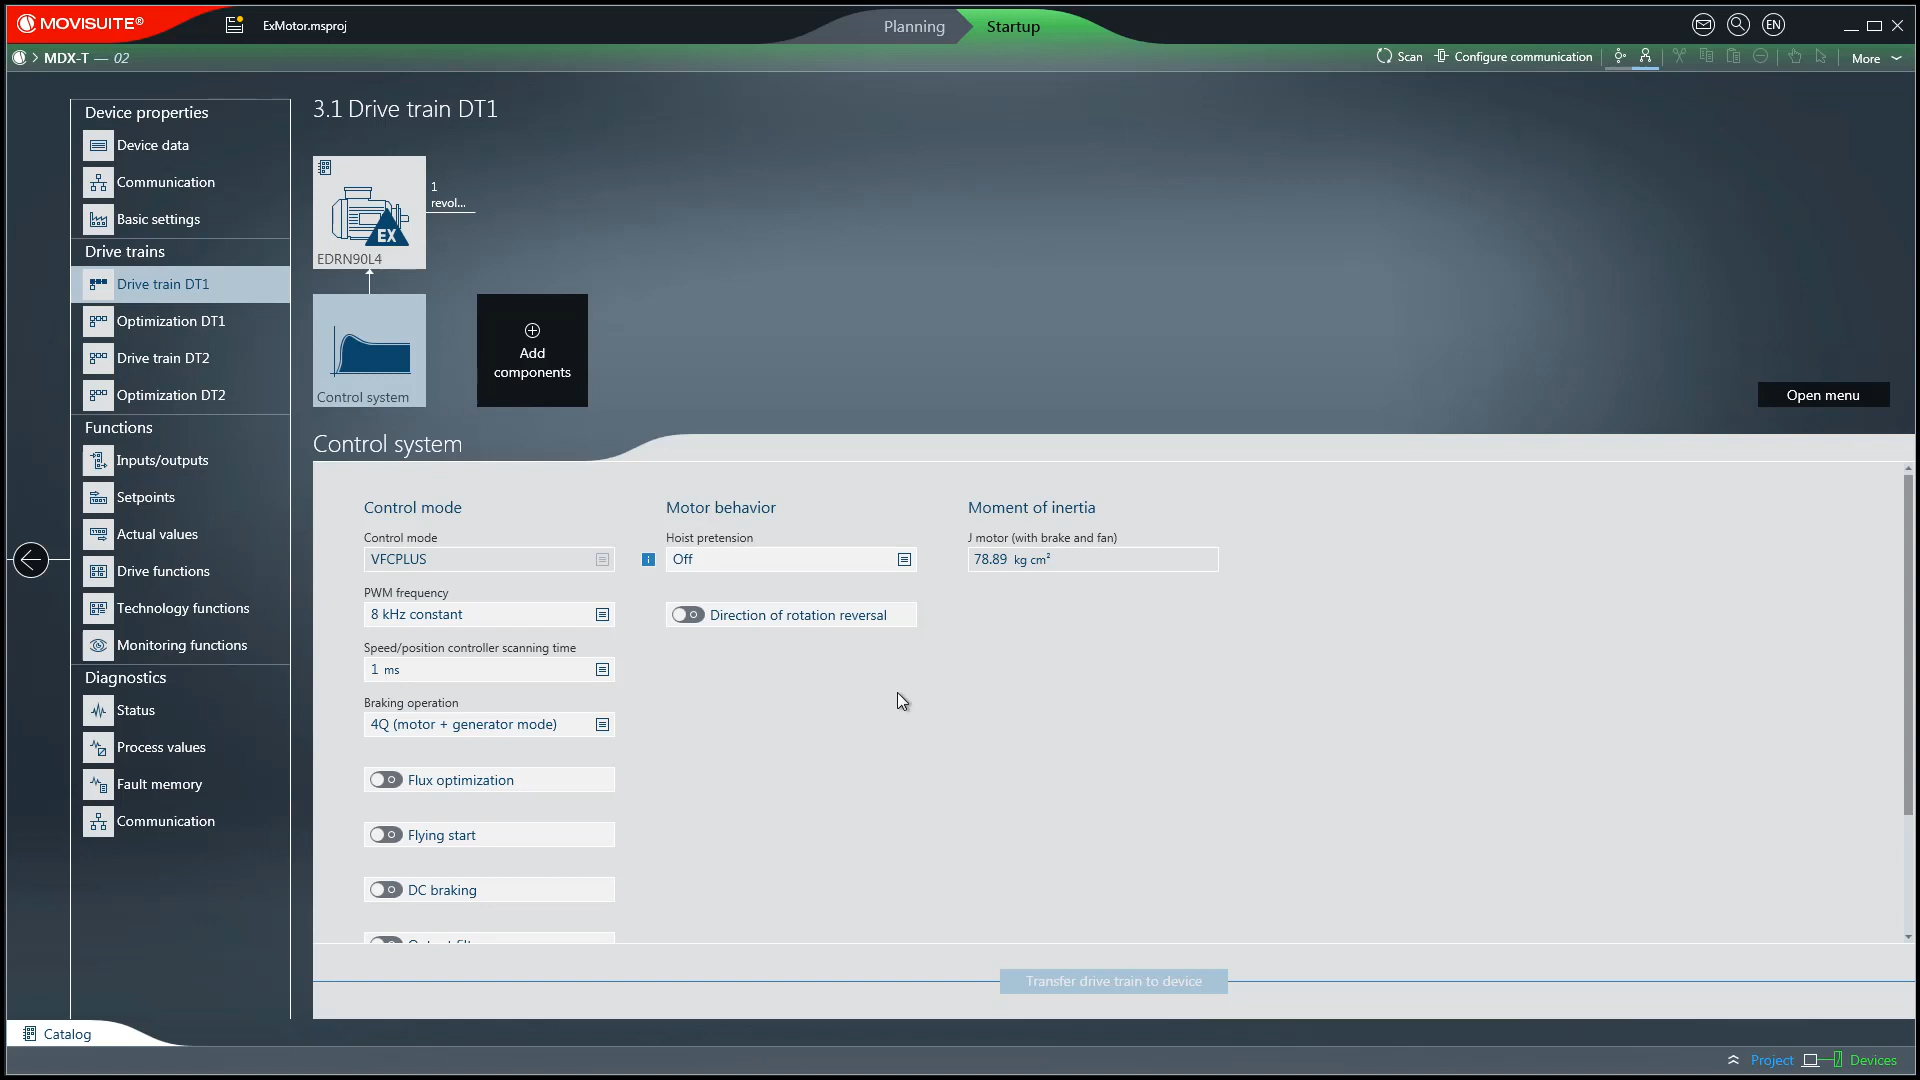 MOVISUITE®
ExMotor.msproj
Planning
Startup
EN
MDX-T — 02
Scan
Configure communication
More
Device properties
Device data
Communication
Basic settings
Drive trains
Drive train DT1
Optimization DT1
Drive train DT2
Optimization DT2
Functions
Inputs/outputs
Setpoints
Actual values
Drive functions
Technology functions
Monitoring functions
Diagnostics
Status
Process values
Fault memory
Communication
3.1 Drive train DT1
EX
EDRN90L4
1
revol...
Control system
Add
components
Open menu
Control system
Control mode
Control mode
VFCPLUS
PWM frequency
8 kHz constant
Speed/position controller scanning time
1 ms
Braking operation
4Q (motor + generator mode)
Flux optimization
Flying start
DC braking
Motor behavior
Hoist pretension
Off
Direction of rotation reversal
Moment of inertia
J motor (with brake and fan)
78.89 kg cm²
Transfer drive train to device
Catalog
Project
Devices